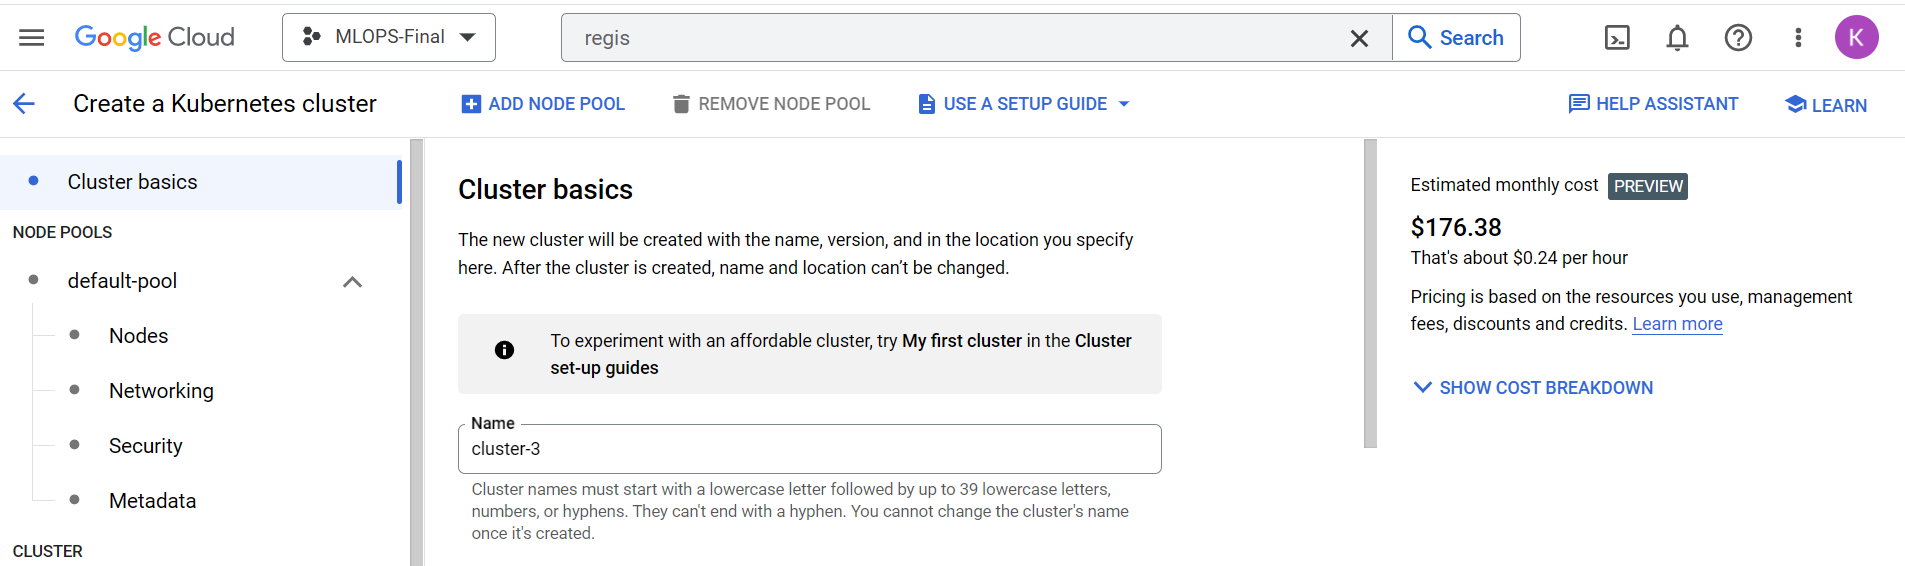 Google Cloud
MLOPS-Final
regis
Search
K
Create a Kubernetes cluster
ADD NODE POOL
REMOVE NODE POOL
USE A SETUP GUIDE
HELP ASSISTANT
LEARN
Cluster basics
NODE POOLS
default-pool
Nodes
Networking
Security
Metadata
CLUSTER
Cluster basics
The new cluster will be created with the name, version, and in the location you specify
here. After the cluster is created, name and location can’t be changed.
To experiment with an affordable cluster, try My first cluster in the Cluster
set-up guides
Name
cluster-3
Cluster names must start with a lowercase letter followed by up to 39 lowercase letters,
numbers, or hyphens. They can't end with a hyphen. You cannot change the cluster's name
once it's created.
Estimated monthly cost PREVIEW
$176.38
That's about $0.24 per hour
Pricing is based on the resources you use, management
fees, discounts and credits. Learn more
SHOW COST BREAKDOWN